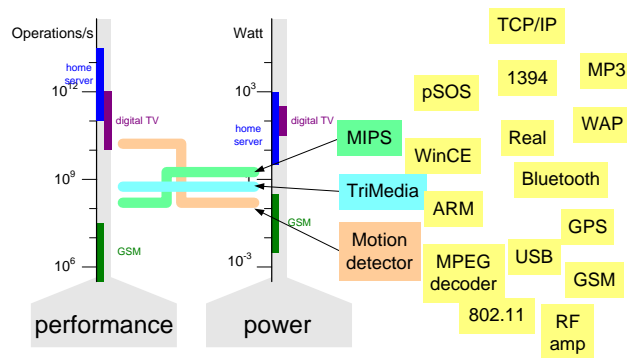 Operations/s
home
server
10^12
digital TV
10^9
GSM
10^6
performance
Watt
10^3
digital TV
home
server
GSM
10^-3
power
MIPS
TriMedia
Motion
detector
TCP/IP
pSOS
1394
MP3
WinCE
Real
WAP
Bluetooth
ARM
GPS
MPEG
decoder
USB
GSM
802.11
RF
amp